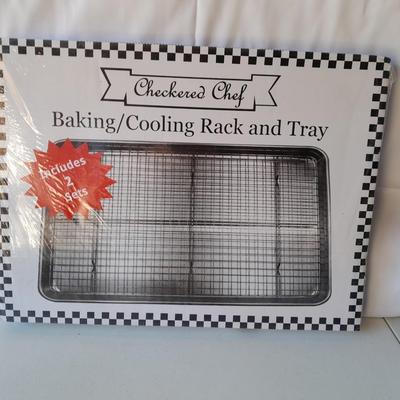 Checkered Chef
Baking/Cooling Rack and Tray
Includes
2
Sets